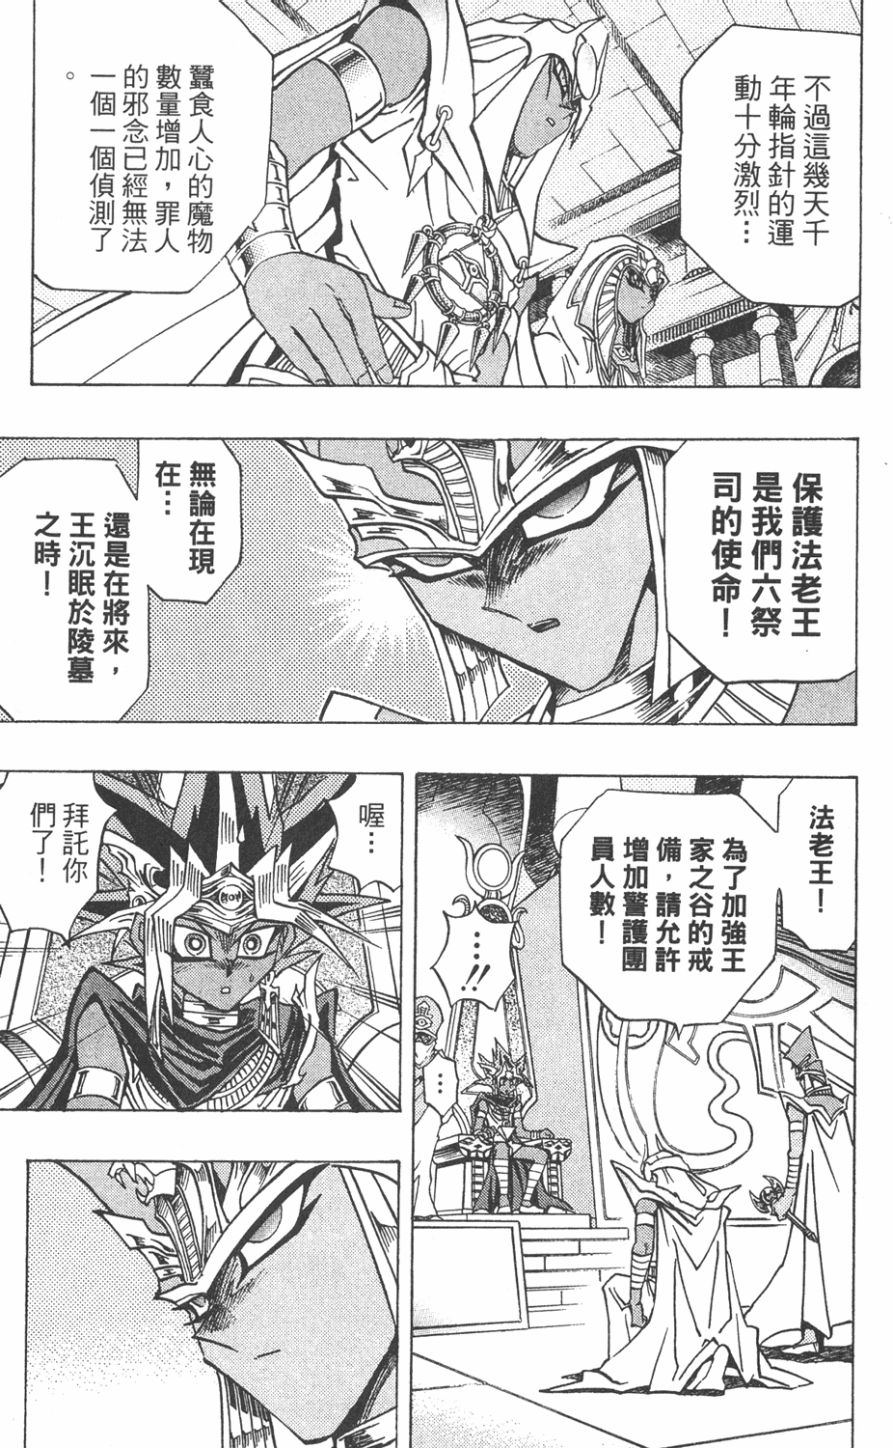 不過這幾天千
年輪指針的運
動十分激烈…
蠶食人心的魔物
數量增加，罪人
的邪念已經無法
一個一個偵測了
。
保護法老王
是我們六祭
司的使命！
無論在現
在…
還是在將來，
王沉眠於陵墓
之時！
法老王！
為了加強王
家之谷的戒
備，請允許
增加警護團
員人數！
…!!
…
喔…
拜託你
們了！